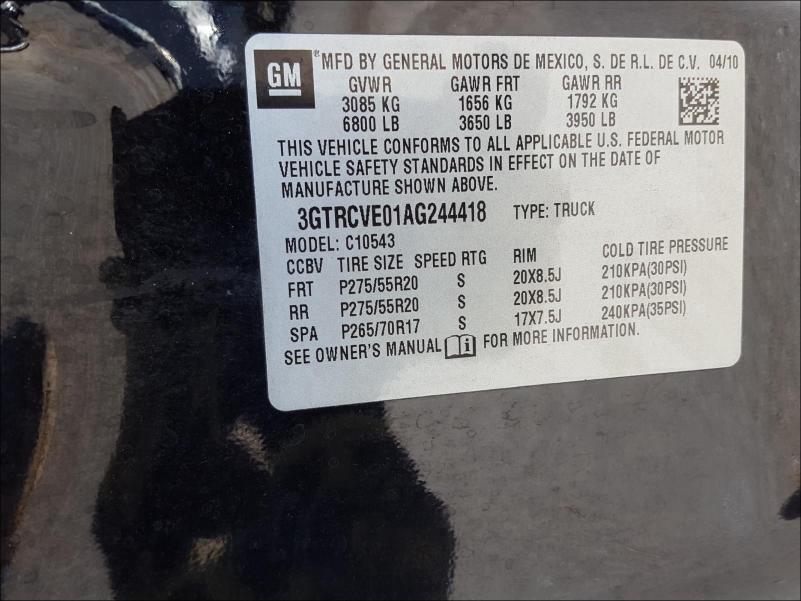 GM ® MFD BY GENERAL MOTORS DE MEXICO, S. DE R.L. DE C.V. 04/10
GVWR GAWR FRT GAWR RR
3085 KG 1656 KG 1792 KG
6800 LB 3650 LB 3950 LB
THIS VEHICLE CONFORMS TO ALL APPLICABLE U.S. FEDERAL MOTOR
VEHICLE SAFETY STANDARDS IN EFFECT ON THE DATE OF
MANUFACTURE SHOWN ABOVE.
3GTRCVE01AG244418 TYPE: TRUCK
MODEL: C10543
CCBV TIRE SIZE SPEED RTG RIM COLD TIRE PRESSURE
FRT P275/55R20 S 20X8.5J 210KPA(30PSI)
RR P275/55R20 S 20X8.5J 210KPA(30PSI)
SPA P265/70R17 S 17X7.5J 240KPA(35PSI)
SEE OWNER'S MANUAL i FOR MORE INFORMATION.